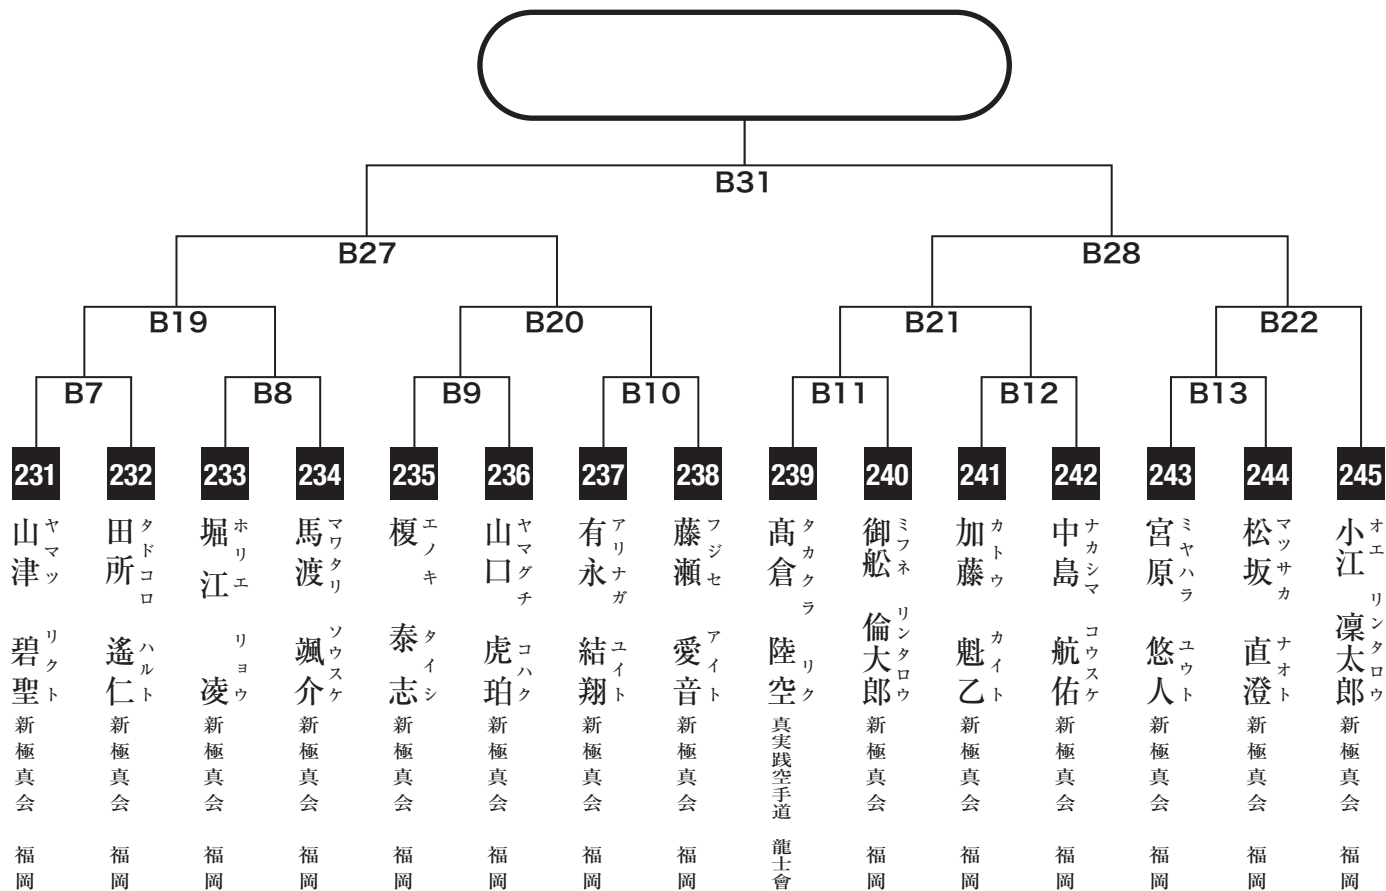 B31
B27
B28
B19
B20
B21
B22
B7
B8
B9
B10
B11
B12
B13
231
232
233
234
235
236
237
238
239
240
241
242
243
244
245
山津 碧聖
ヤマツ リクト
新極真会 福岡
田所 遙仁
タドコロ ハルト
新極真会 福岡
堀江 凌
ホリエ リョウ
新極真会 福岡
馬渡 颯介
マワタリ ソウスケ
新極真会 福岡
榎 泰志
エノキ タイシ
新極真会 福岡
山口 虎珀
ヤマグチ コハク
新極真会 福岡
有永 結翔
アリナガ ユイト
新極真会 福岡
藤瀬 愛音
フジセ アイト
新極真会 福岡
髙倉 陸空
タカクラ リク
真実践空手道 龍士會
御舩 倫大郎
ミフネ リンタロウ
新極真会 福岡
加藤 魁乙
カトウ カイト
新極真会 福岡
中島 航佑
ナカシマ コウスケ
新極真会 福岡
宮原 悠人
ミヤハラ ユウト
新極真会 福岡
松坂 直澄
マツサカ ナオト
新極真会 福岡
小江 凜太郎
オエ リンタロウ
新極真会 福岡